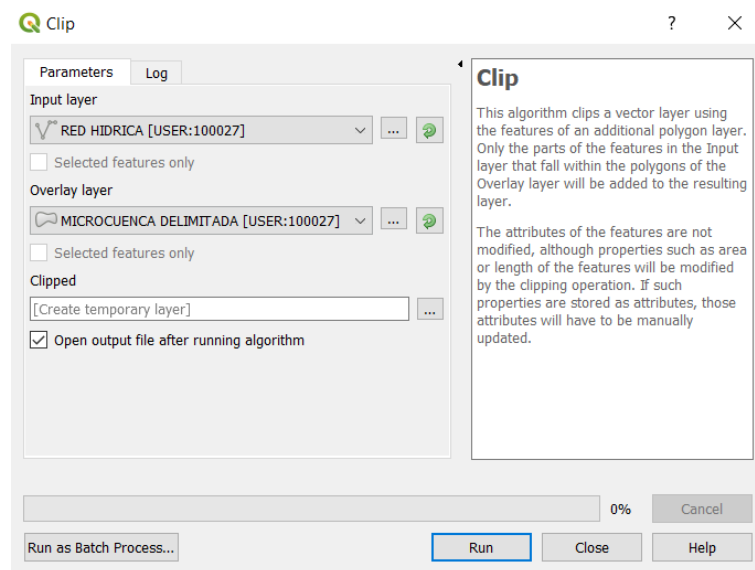 Clip
Parameters
Log
Input layer
RED HIDRICA [USER:100027]
...
Selected features only
Overlay layer
MICROCUENCA DELIMITADA [USER:100027]
...
Selected features only
Clipped
[Create temporary layer]
...
Open output file after running algorithm
Clip
This algorithm clips a vector layer using
the features of an additional polygon layer.
Only the parts of the features in the Input
layer that fall within the polygons of the
Overlay layer will be added to the resulting
layer.
The attributes of the features are not
modified, although properties such as area
or length of the features will be modified
by the clipping operation. If such
properties are stored as attributes, those
attributes will have to be manually
updated.
0%
Cancel
Run as Batch Process...
Run
Close
Help